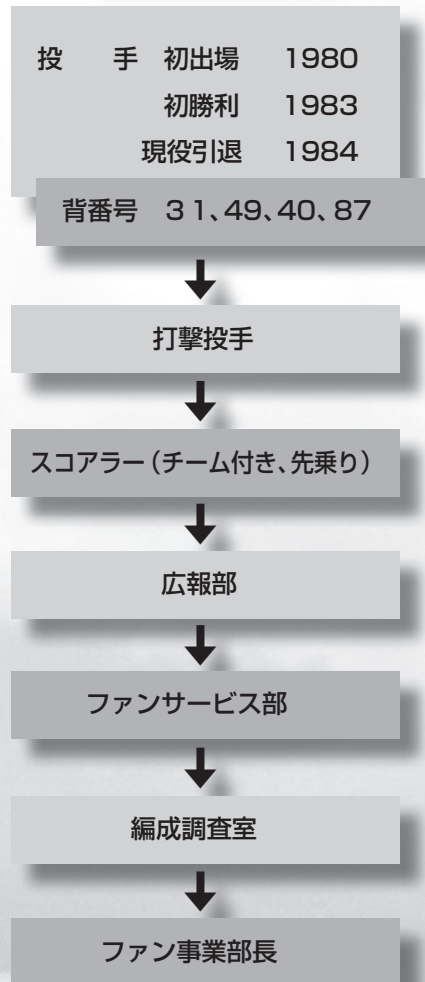 投　手　初出場　1980
初勝利　1983
現役引退　1984
背番号　31、49、40、87
打撃投手
スコアラー（チーム付き、先乗り）
広報部
ファンサービス部
編成調査室
ファン事業部長